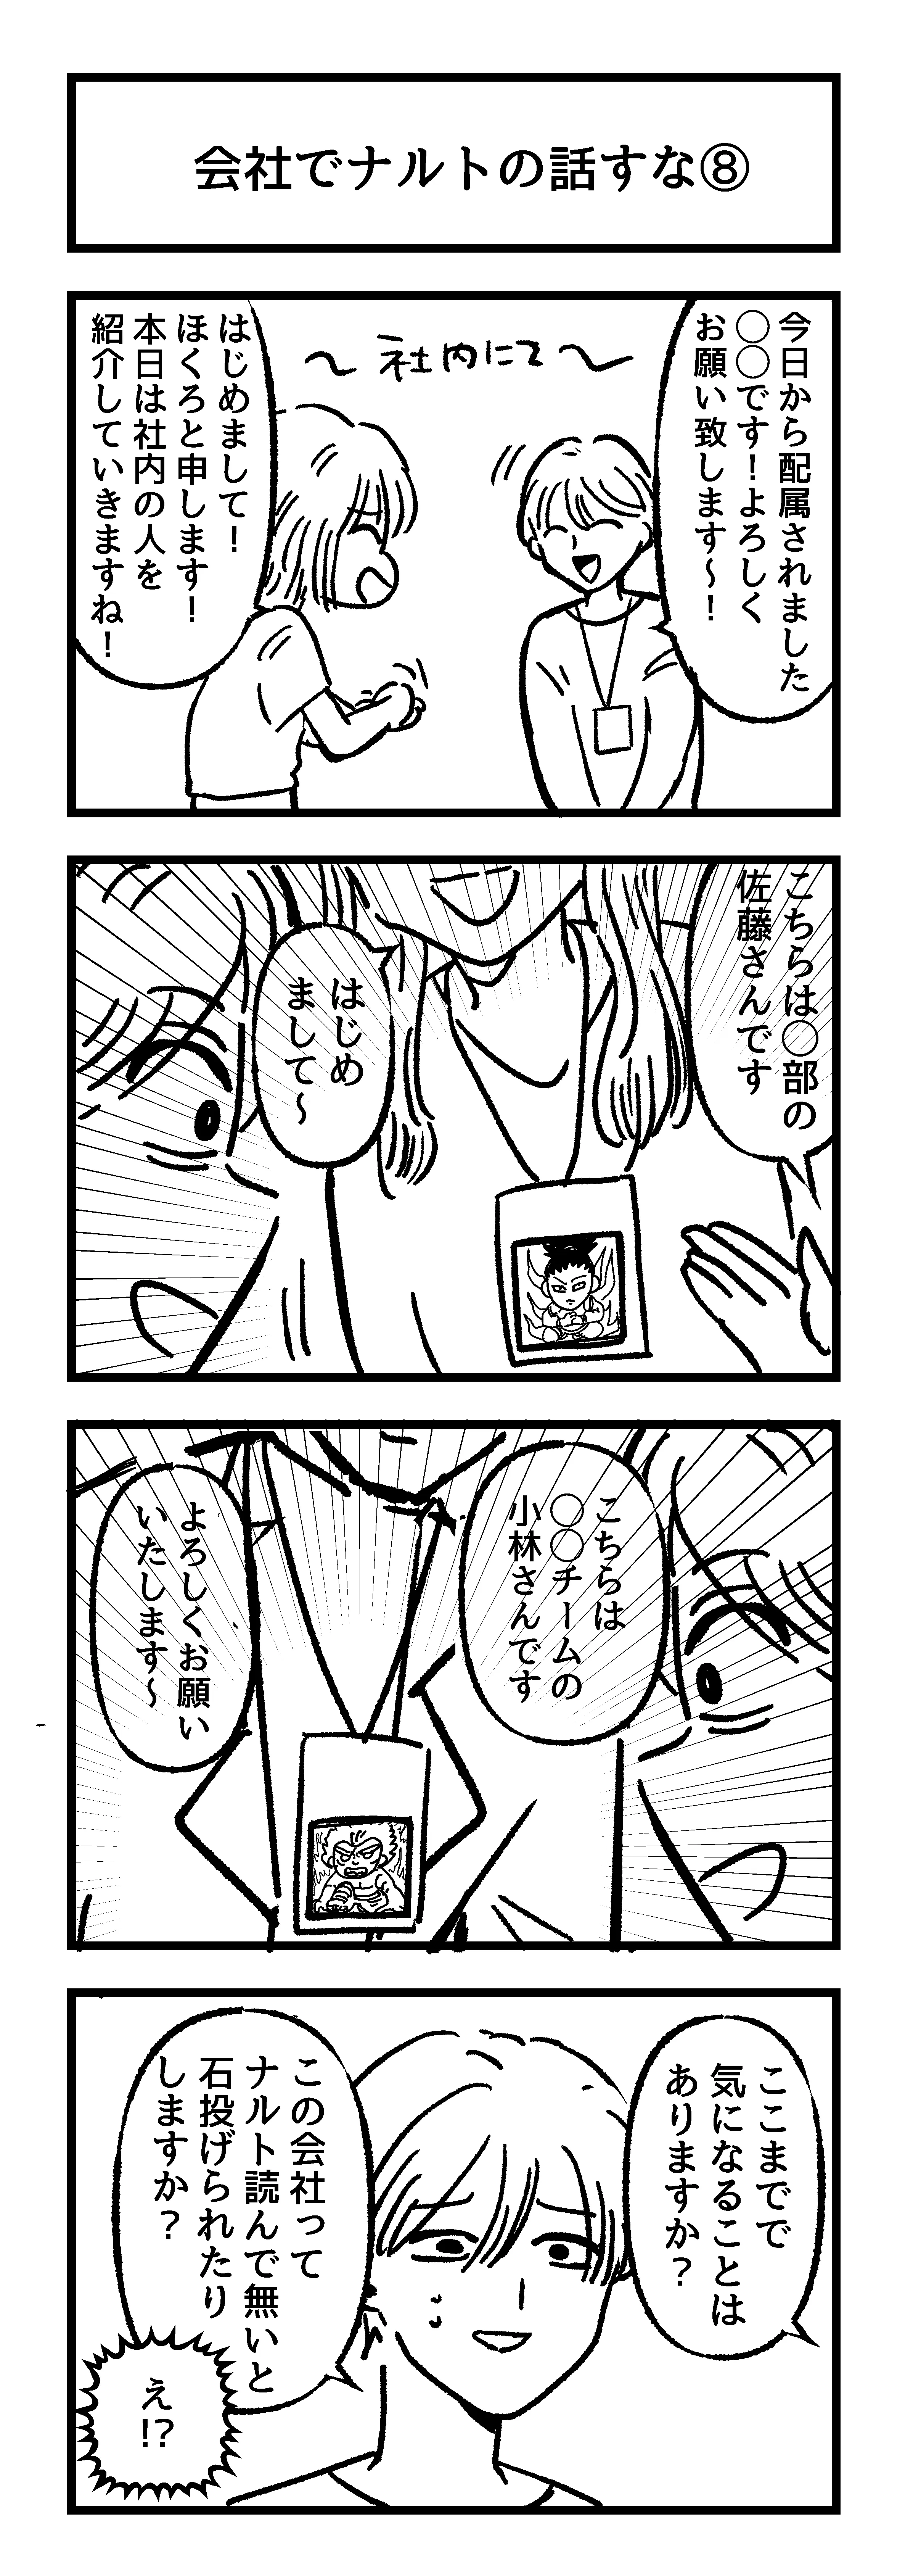 会社でナルトの話すな⑧
今日から配属されました
〇〇です！よろしく
お願い致します〜！
〜社内にて〜
はじめまして！
ほくろと申します！
本日は社内の人を
紹介していきますね！
こちらは〇部の
佐藤さんです
はじめ
まして〜
こちらは
〇〇チームの
小林さんです
よろしくお願い
いたします〜
ここまでで
気になることは
ありますか？
この会社って
ナルト読んで無いと
石投げられたり
しますか？
え
!?